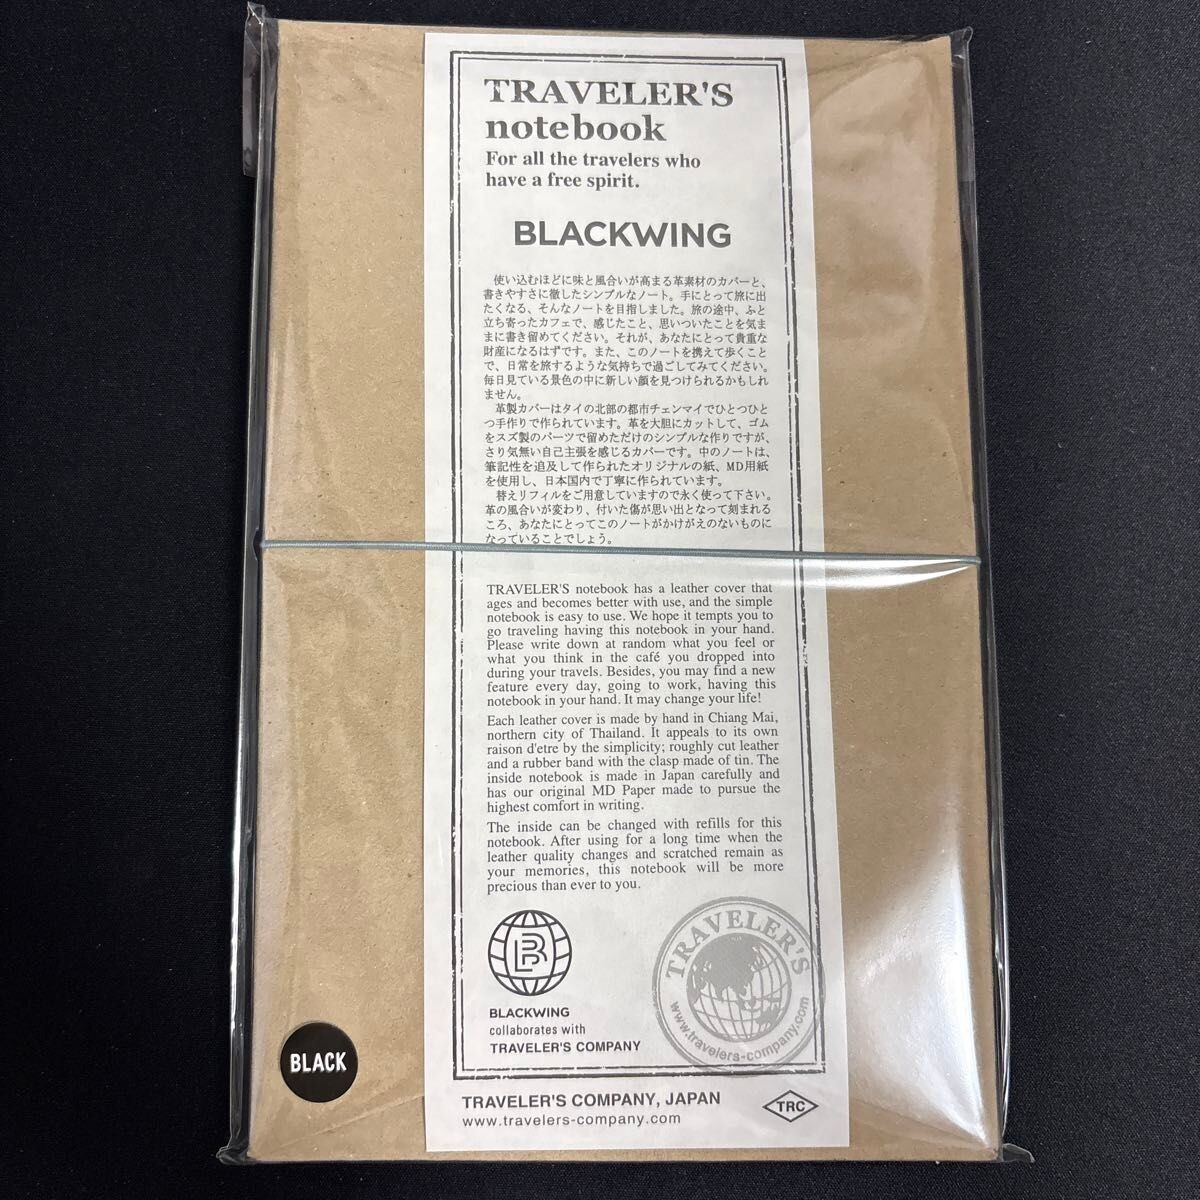 TRAVELER'S
notebook
For all the travelers who
have a free spirit.
BLACKWING
使い込むほどに味と風合いが高まる革素材のカバーと、
書きやすさに徹したシンプルなノート。手にとって旅に出
たくなる、そんなノートを目指しました。旅の途中、ふと
立ち寄ったカフェで、感じたこと、思いついたことを気ま
まに書き留めてください。それが、あなたにとって貴重な
財産になるはずです。また、このノートを携えて歩くこと
で、日常を旅するような気持ちで過ごしてみてください。
毎日見ている景色の中に新しい顔を見つけられるかもしれ
ません。
革製カバーはタイの北部の都市チェンマイでひとつひと
つ手作りで作られています。革を大胆にカットして、ゴム
をスズ製のパーツで留めただけのシンプルな作りですが、
さり気無い自己主張を感じるカバーです。中のノートは、
筆記性を追及して作られたオリジナルの紙、MD用紙
を使用し、日本国内で丁寧に作られています。
替えリフィルをご用意していますので永く使って下さい。
革の風合いが変わり、付いた傷が思い出となって刻まれる
ころ、あなたにとってこのノートがかけがえのないものに
なっていることでしょう。
TRAVELER'S notebook has a leather cover that
ages and becomes better with use, and the simple
notebook is easy to use. We hope it tempts you to
go traveling having this notebook in your hand.
Please write down at random what you feel or
what you think in the café you dropped into
during your travels. Besides, you may find a new
feature every day, going to work, having this
notebook in your hand. It may change your life!
Each leather cover is made by hand in Chiang Mai,
northern city of Thailand. It appeals to its own
raison d'etre by the simplicity; roughly cut leather
and a rubber band with the clasp made of tin. The
inside notebook is made in Japan carefully and
has our original MD Paper made to pursue the
highest comfort in writing.
The inside can be changed with refills for this
notebook. After using for a long time when the
leather quality changes and scratched remain as
your memories, this notebook will be more
precious than ever to you.
B
BLACKWING
collaborates with
TRAVELER'S COMPANY
TRAVELER'S
www.travelers-company.com
BLACK
TRAVELER'S COMPANY, JAPAN
www.travelers-company.com
TRC